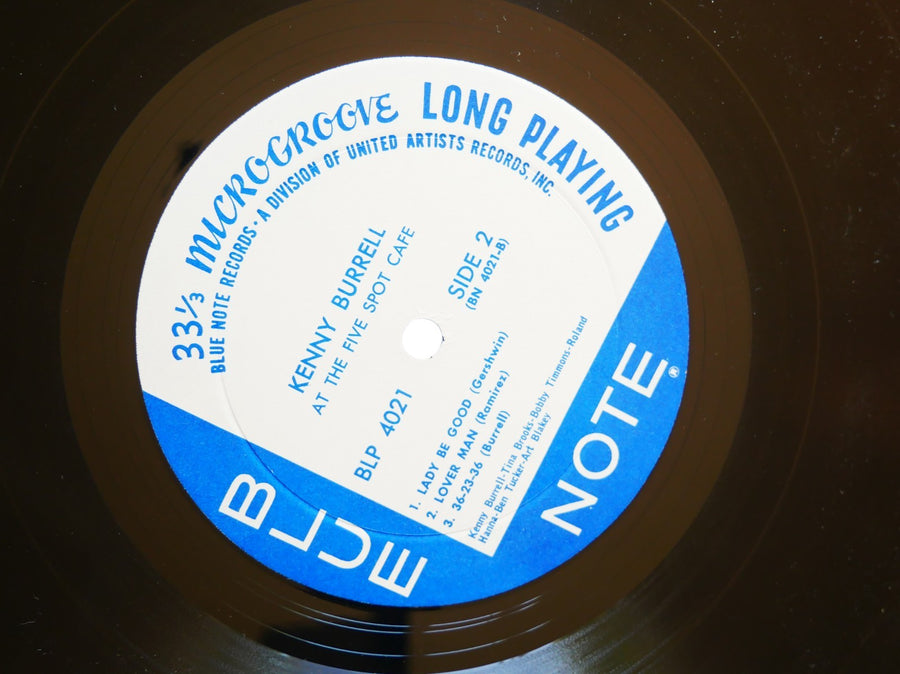 33⅓ MICROGROOVE LONG PLAYING
BLUE NOTE RECORDS • A DIVISION OF UNITED ARTISTS RECORDS, INC.
KENNY BURRELL
AT THE FIVE SPOT CAFE
BLP 4021
SIDE 2
(BN 4021-B)
1. LADY BE GOOD (Gershwin)
2. LOVER MAN (Ramirez)
3. 36-23-36 (Burrell)
Kenny Burrell-Tina Brooks-Bobby Timmons-Roland
Hanna-Ben Tucker-Art Blakey
BLUE
NOTE®